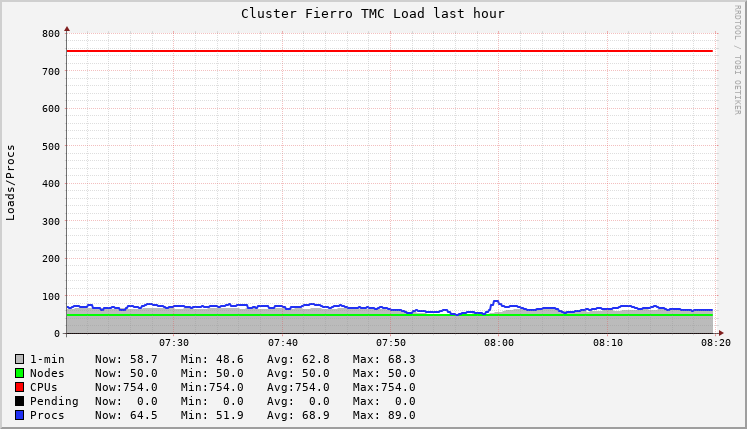 Cluster Fierro TMC Load last hour
RRDTOOL / TOBI OETIKER
Loads/Procs
800
700
600
500
400
300
200
100
0
07:30 07:40 07:50 08:00 08:10 08:20
1-min Now: 58.7 Min: 48.6 Avg: 62.8 Max: 68.3
Nodes Now: 50.0 Min: 50.0 Avg: 50.0 Max: 50.0
CPUs Now:754.0 Min:754.0 Avg:754.0 Max:754.0
Pending Now: 0.0 Min: 0.0 Avg: 0.0 Max: 0.0
Procs Now: 64.5 Min: 51.9 Avg: 68.9 Max: 89.0